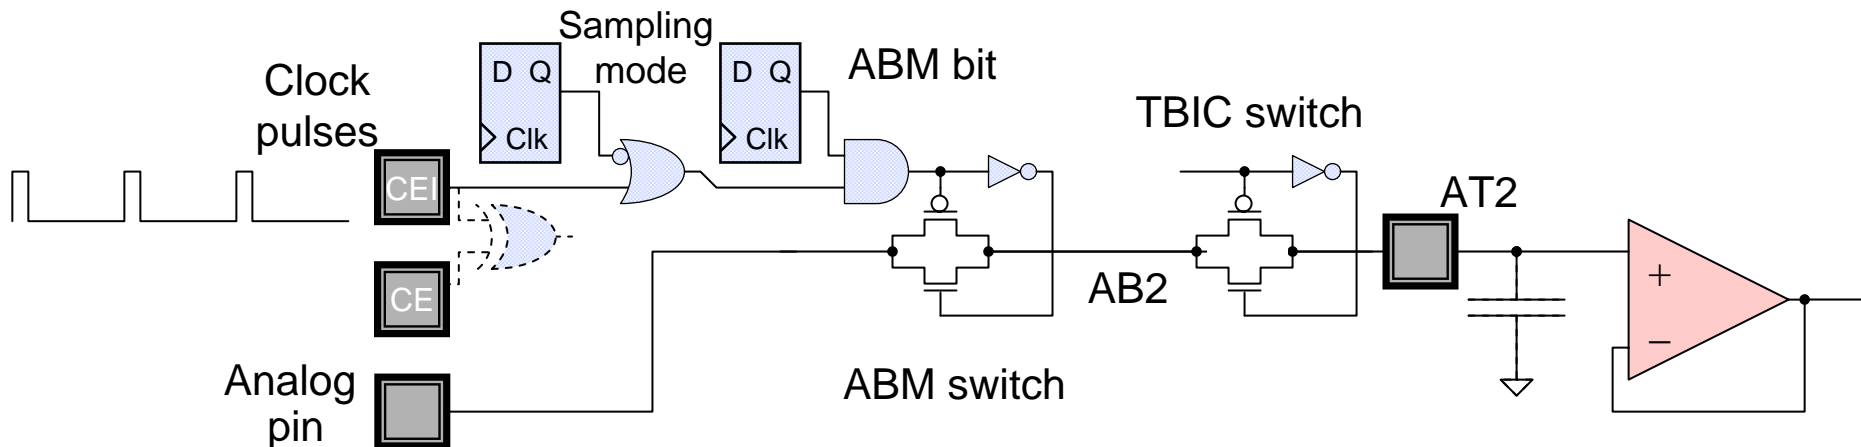 Sampling
mode
Clock
pulses
D Q
Clk
D Q
Clk
ABM bit
TBIC switch
CEI
CE
AT2
AB2
+
−
Analog
pin
ABM switch